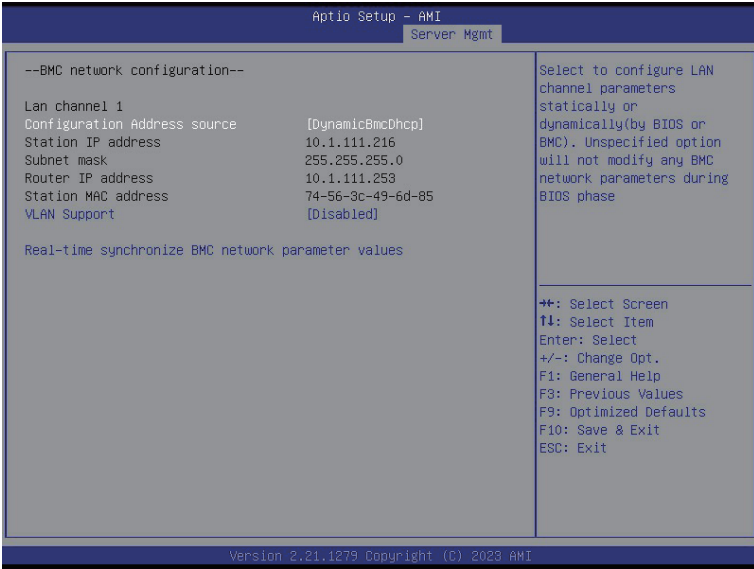 Aptio Setup – AMI
Server Mgmt
--BMC network configuration--
Lan channel 1
Configuration Address source [DynamicBmcDhcp]
Station IP address 10.1.111.216
Subnet mask 255.255.255.0
Router IP address 10.1.111.253
Station MAC address 74-56-3c-49-6d-85
VLAN Support [Disabled]
Real-time synchronize BMC network parameter values
Select to configure LAN
channel parameters
statically or
dynamically(by BIOS or
BMC). Unspecified option
will not modify any BMC
network parameters during
BIOS phase
→←: Select Screen
↑↓: Select Item
Enter: Select
+/-: Change Opt.
F1: General Help
F3: Previous Values
F9: Optimized Defaults
F10: Save & Exit
ESC: Exit
Version 2.21.1279 Copyright (C) 2023 AMI